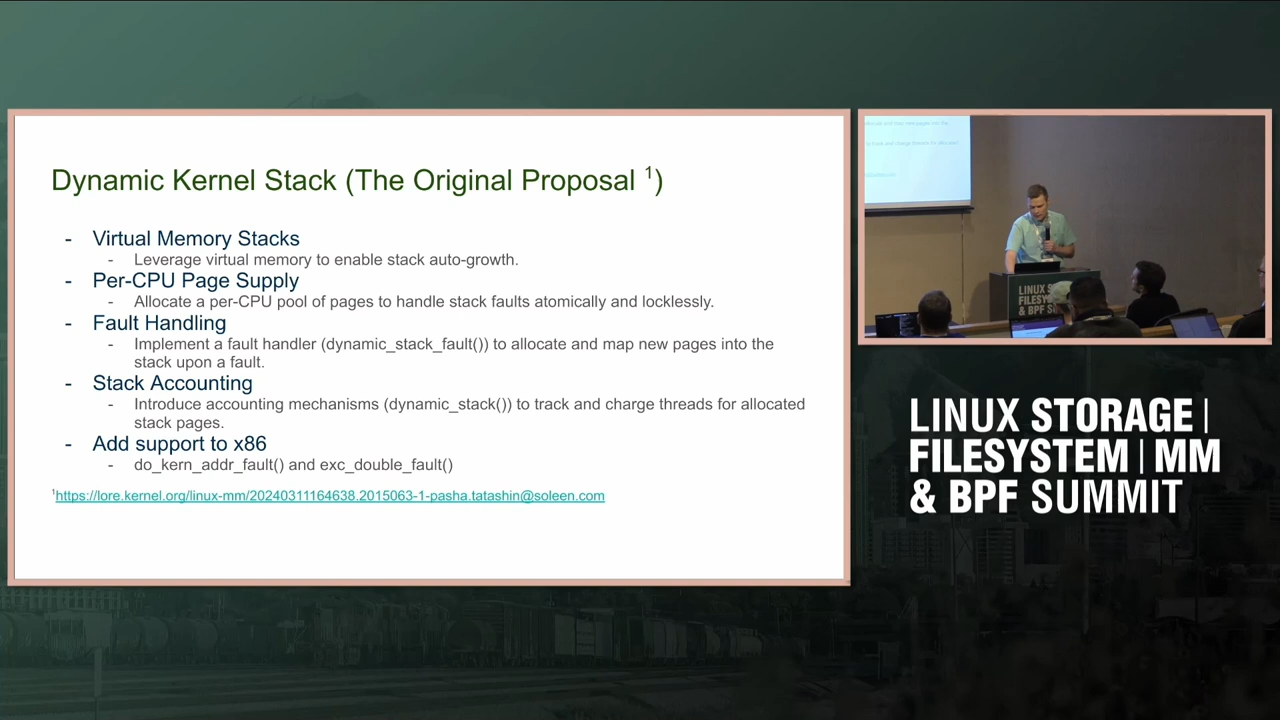 Dynamic Kernel Stack (The Original Proposal ¹)
- Virtual Memory Stacks
- Leverage virtual memory to enable stack auto-growth.
- Per-CPU Page Supply
- Allocate a per-CPU pool of pages to handle stack faults atomically and locklessly.
- Fault Handling
- Implement a fault handler (dynamic_stack_fault()) to allocate and map new pages into the
stack upon a fault.
- Stack Accounting
- Introduce accounting mechanisms (dynamic_stack()) to track and charge threads for allocated
stack pages.
- Add support to x86
- do_kern_addr_fault() and exc_double_fault()
¹https://lore.kernel.org/linux-mm/20240311164638.2015063-1-pasha.tatashin@soleen.com
LINUX S
FILESYS
& BPF SUMMIT
LINUX STORAGE |
FILESYSTEM | MM
& BPF SUMMIT